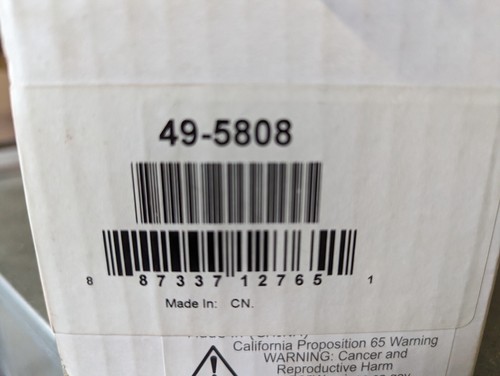 49-5808
8 87337 12765 1
Made In: CN.
California Proposition 65 Warning
WARNING: Cancer and
Reproductive Harm